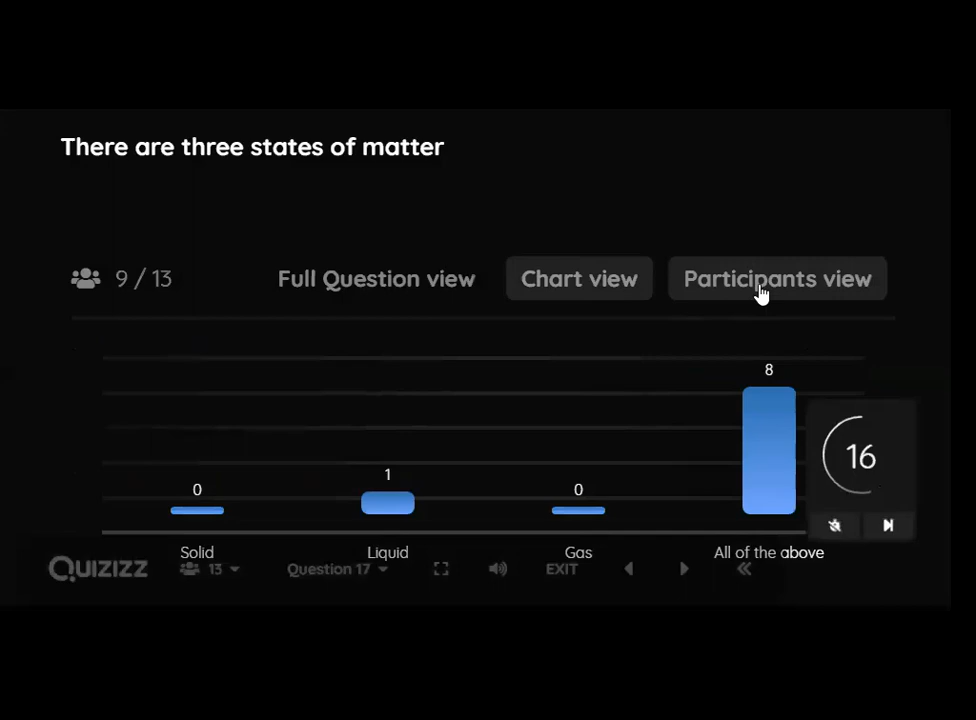 There are three states of matter
9 / 13 Full Question view Chart view Participants view
8
1
0 0
16
Solid Liquid Gas All of the above
Quizizz 13 Question 17 EXIT